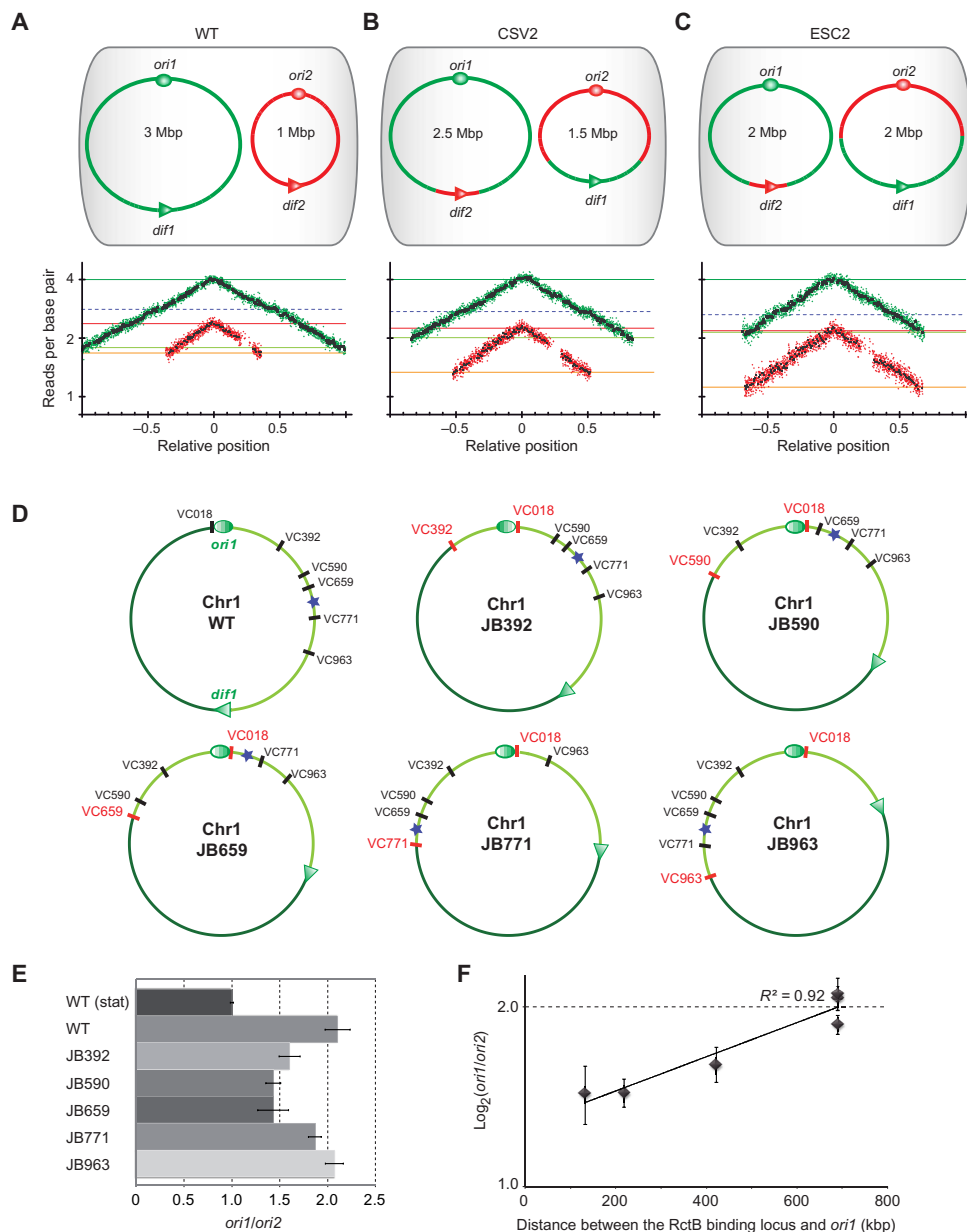 A
WT
ori1
ori2
3 Mbp
1 Mbp
dif2
dif1
B
CSV2
ori1
ori2
2.5 Mbp
1.5 Mbp
dif2
dif1
C
ESC2
ori1
ori2
2 Mbp
2 Mbp
dif2
dif1
Reads per base pair
4
2
1
–0.5
0
0.5
Relative position
–0.5
0
0.5
Relative position
–0.5
0
0.5
Relative position
D
VC018
ori1
VC392
VC590
VC659
VC771
VC963
Chr1
WT
dif1
VC392
VC018
VC590
VC659
VC771
VC963
Chr1
JB392
VC018
VC392
VC659
VC771
VC590
VC963
Chr1
JB590
VC018
VC392
VC771
VC963
VC590
VC659
Chr1
JB659
VC018
VC392
VC963
VC590
VC659
VC771
Chr1
JB771
VC018
VC392
VC590
VC659
VC771
VC963
Chr1
JB963
E
WT (stat)
WT
JB392
JB590
JB659
JB771
JB963
0
0.5
1.0
1.5
2.0
2.5
ori1/ori2
F
R² = 0.92
2.0
1.0
Log₂(ori1/ori2)
0
200
400
600
800
Distance between the RctB binding locus and ori1 (kbp)